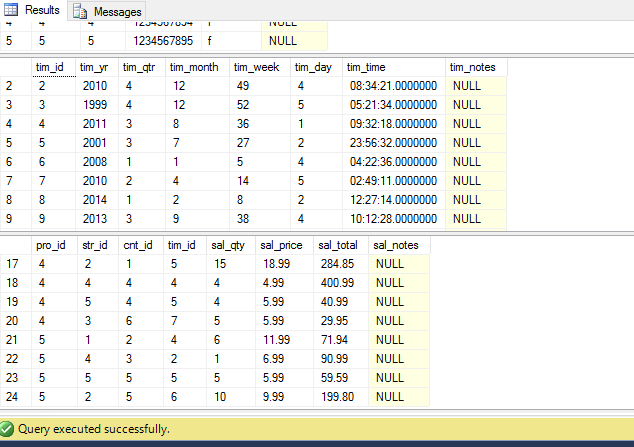 Results Messages
4 4 4 1234567894 f NULL
5 5 5 1234567895 f NULL
tim_id tim_yr tim_qtr tim_month tim_week tim_day tim_time tim_notes
2 2 2010 4 12 49 4 08:34:21.0000000 NULL
3 3 1999 4 12 52 5 05:21:34.0000000 NULL
4 4 2011 3 8 36 1 09:32:18.0000000 NULL
5 5 2001 3 7 27 2 23:56:32.0000000 NULL
6 6 2008 1 1 5 4 04:22:36.0000000 NULL
7 7 2010 2 4 14 5 02:49:11.0000000 NULL
8 8 2014 1 2 8 2 12:27:14.0000000 NULL
9 9 2013 3 9 38 4 10:12:28.0000000 NULL
pro_id str_id cnt_id tim_id sal_qty sal_price sal_total sal_notes
17 4 2 1 5 15 18.99 284.85 NULL
18 4 4 4 4 4 4.99 400.99 NULL
19 4 5 4 5 4 5.99 40.99 NULL
20 4 3 6 7 5 5.99 29.95 NULL
21 5 1 2 4 6 11.99 71.94 NULL
22 5 4 3 2 1 6.99 90.99 NULL
23 5 5 5 5 5 5.99 59.59 NULL
24 5 2 5 6 10 9.99 199.80 NULL
Query executed successfully.